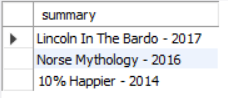 summary
Lincoln In The Bardo - 2017
Norse Mythology - 2016
10% Happier - 2014